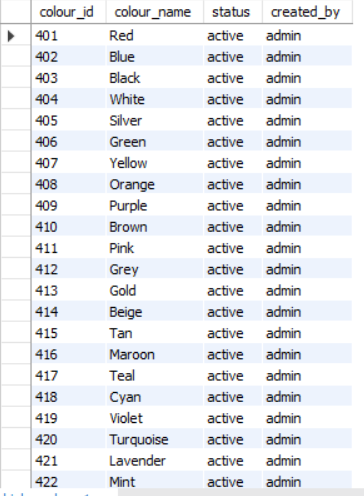 colour_id colour_name status created_by
401 Red active admin
402 Blue active admin
403 Black active admin
404 White active admin
405 Silver active admin
406 Green active admin
407 Yellow active admin
408 Orange active admin
409 Purple active admin
410 Brown active admin
411 Pink active admin
412 Grey active admin
413 Gold active admin
414 Beige active admin
415 Tan active admin
416 Maroon active admin
417 Teal active admin
418 Cyan active admin
419 Violet active admin
420 Turquoise active admin
421 Lavender active admin
422 Mint active admin